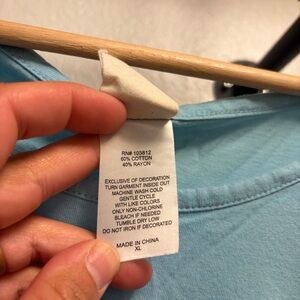 RN# 103812
60% COTTON
40% RAYON
EXCLUSIVE OF DECORATION
TURN GARMENT INSIDE OUT
MACHINE WASH COLD
GENTLE CYCLE
WITH LIKE COLORS
ONLY NON-CHLORINE
BLEACH IF NEEDED
TUMBLE DRY LOW
DO NOT IRON IF DECORATED
MADE IN CHINA
XL